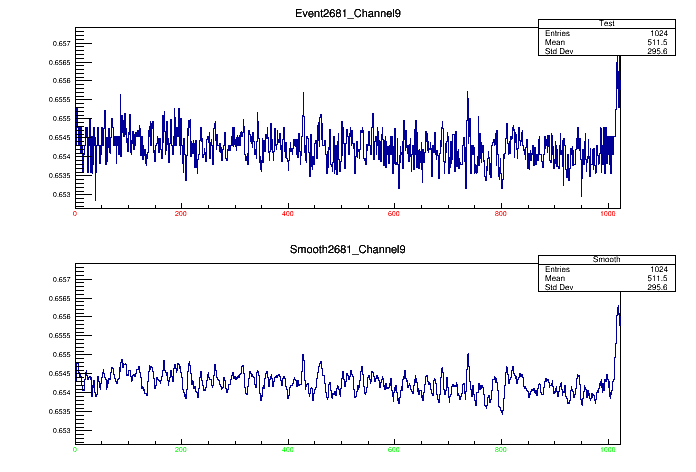 Event2681_Channel9
Test
Entries 1024
Mean 511.5
Std Dev 295.6
0.657
0.6565
0.656
0.6555
0.655
0.6545
0.654
0.6535
0.653
0 200 400 600 800 1000
Smooth2681_Channel9
Smooth
Entries 1024
Mean 511.5
Std Dev 295.6
0.657
0.6565
0.656
0.6555
0.655
0.6545
0.654
0.6535
0.653
0 200 400 600 800 1000